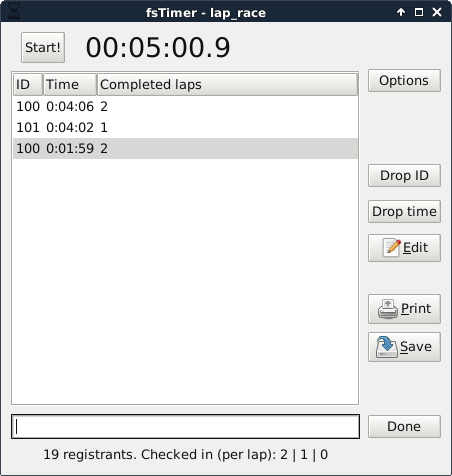 fsTimer - lap_race
Start!
00:05:00.9
ID Time Completed laps
100 0:04:06 2
101 0:04:02 1
100 0:01:59 2
Options
Drop ID
Drop time
Edit
Print
Save
Done
19 registrants. Checked in (per lap): 2 | 1 | 0